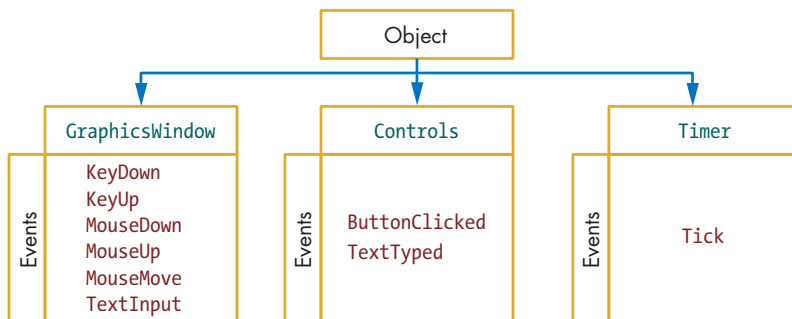 Object
GraphicsWindow
Events
KeyDown
KeyUp
MouseDown
MouseUp
MouseMove
TextInput
Controls
Events
ButtonClicked
TextTyped
Timer
Events
Tick